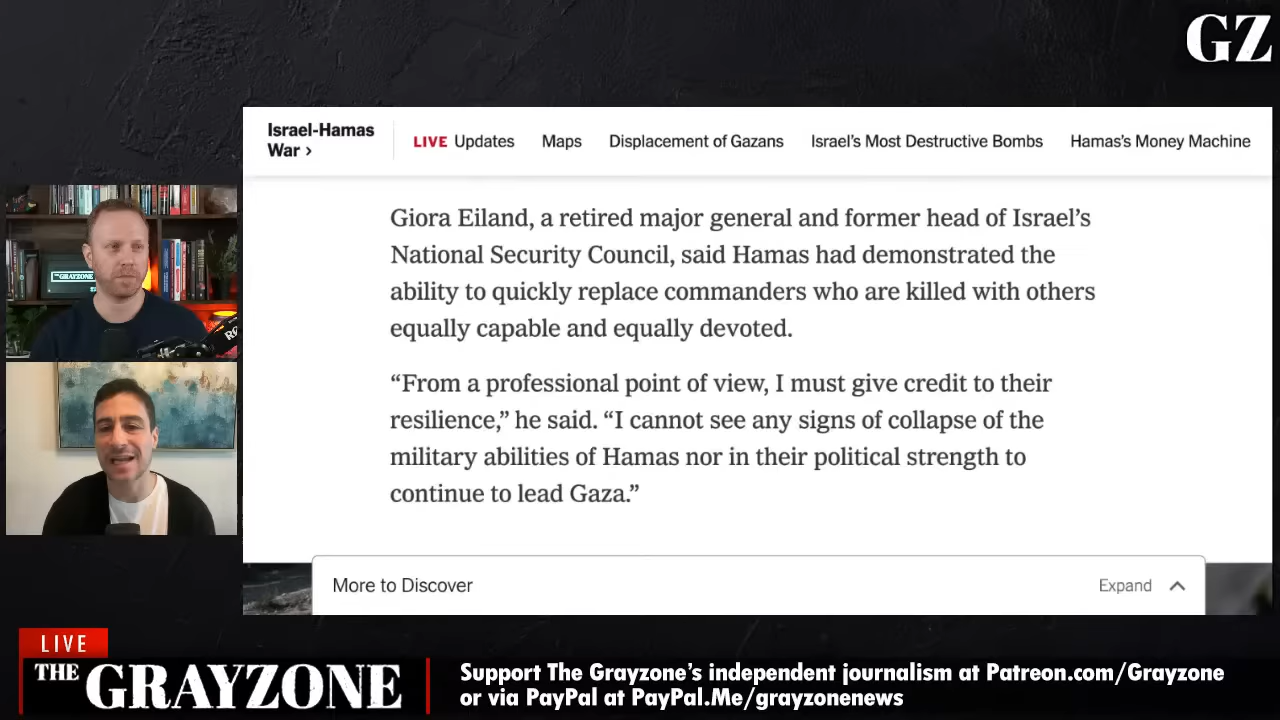 GZ
Israel-Hamas
War ›
LIVE Updates Maps Displacement of Gazans Israel’s Most Destructive Bombs Hamas’s Money Machine
Giora Eiland, a retired major general and former head of Israel’s
National Security Council, said Hamas had demonstrated the
ability to quickly replace commanders who are killed with others
equally capable and equally devoted.
“From a professional point of view, I must give credit to their
resilience,” he said. “I cannot see any signs of collapse of the
military abilities of Hamas nor in their political strength to
continue to lead Gaza.”
More to Discover Expand
THE GRAYZONE
LIVE
THE GRAYZONE
Support The Grayzone’s independent journalism at Patreon.com/Grayzone
or via PayPal at PayPal.Me/grayzonenews